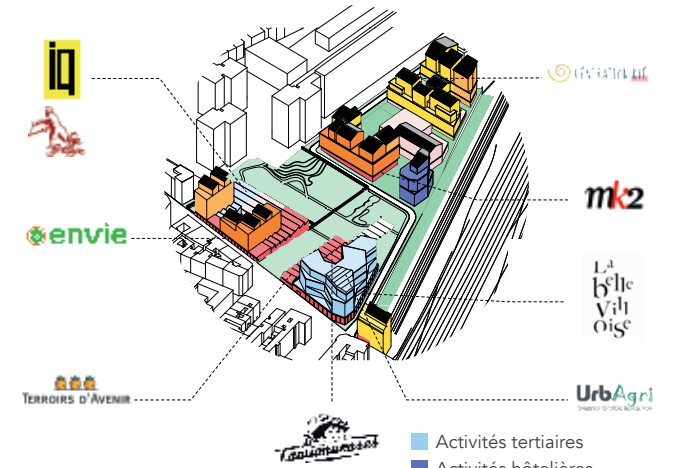 iq
envie
mk2
La
belle
Vill
oise
TERROIRS D'AVENIR
UrbAgri
Activités tertiaires
Activités hôtelières